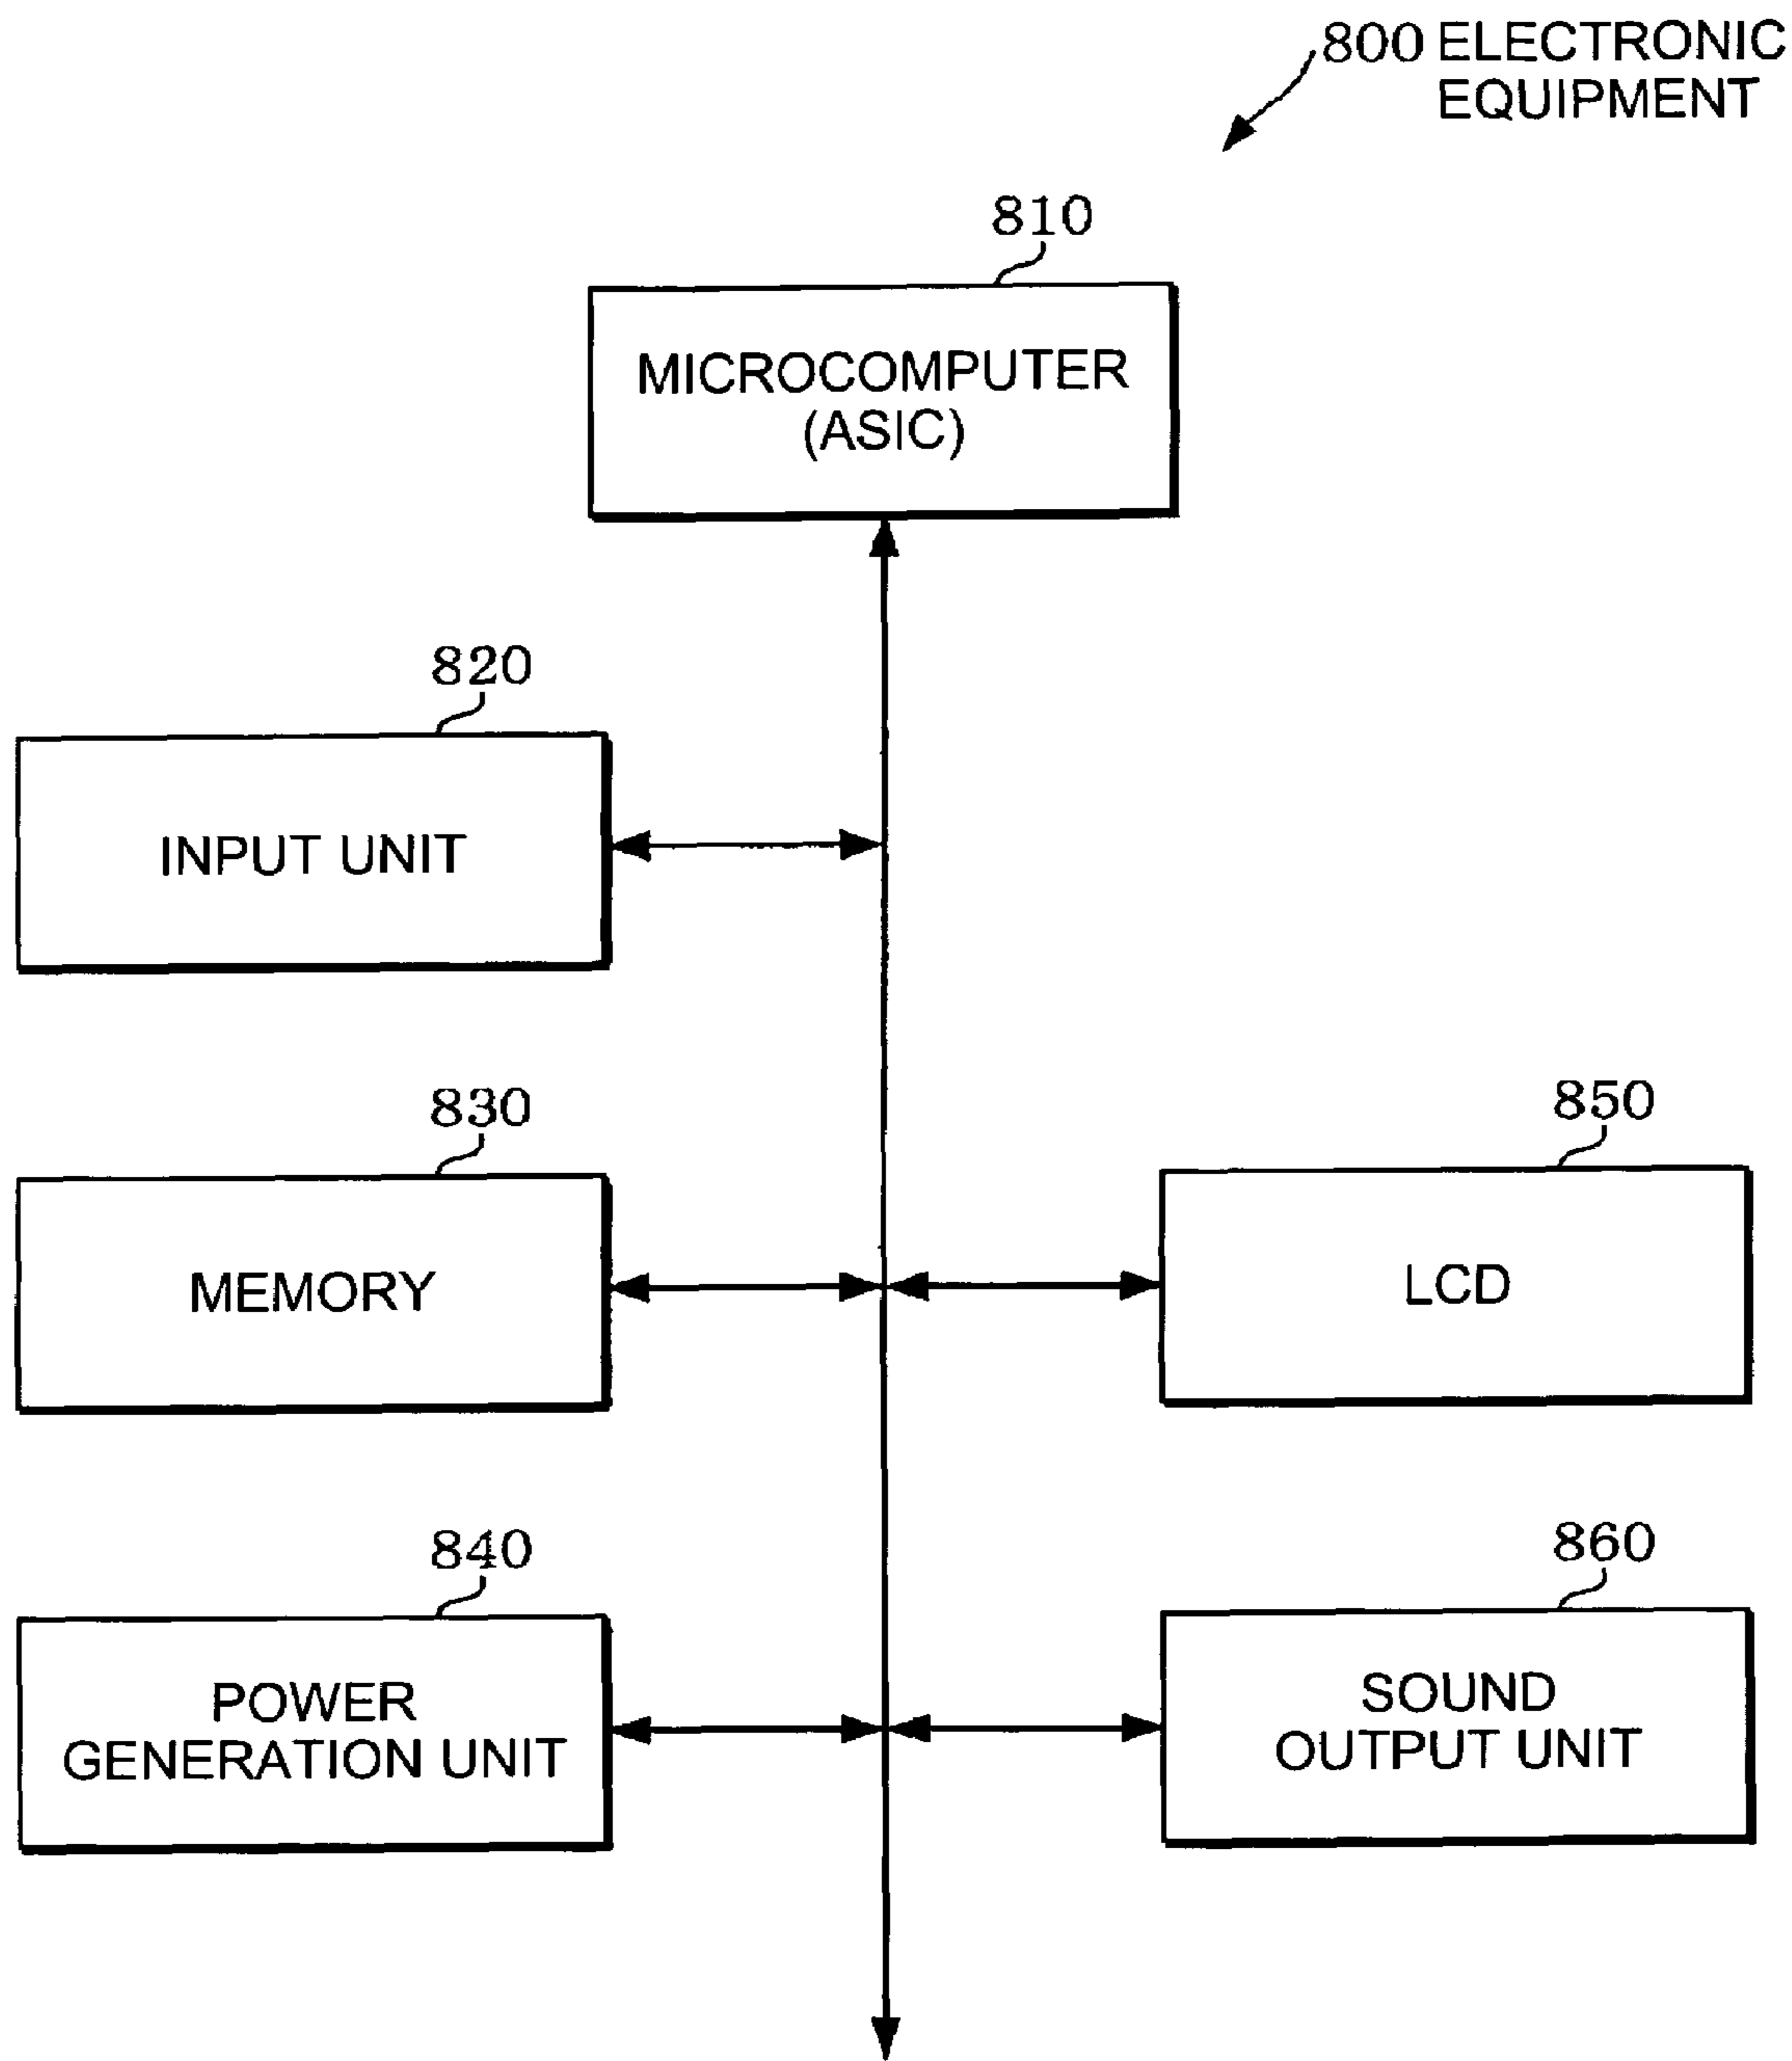 800 ELECTRONIC
EQUIPMENT
810
MICROCOMPUTER
(ASIC)
820
INPUT UNIT
830
MEMORY
850
LCD
840
POWER
GENERATION UNIT
860
SOUND
OUTPUT UNIT